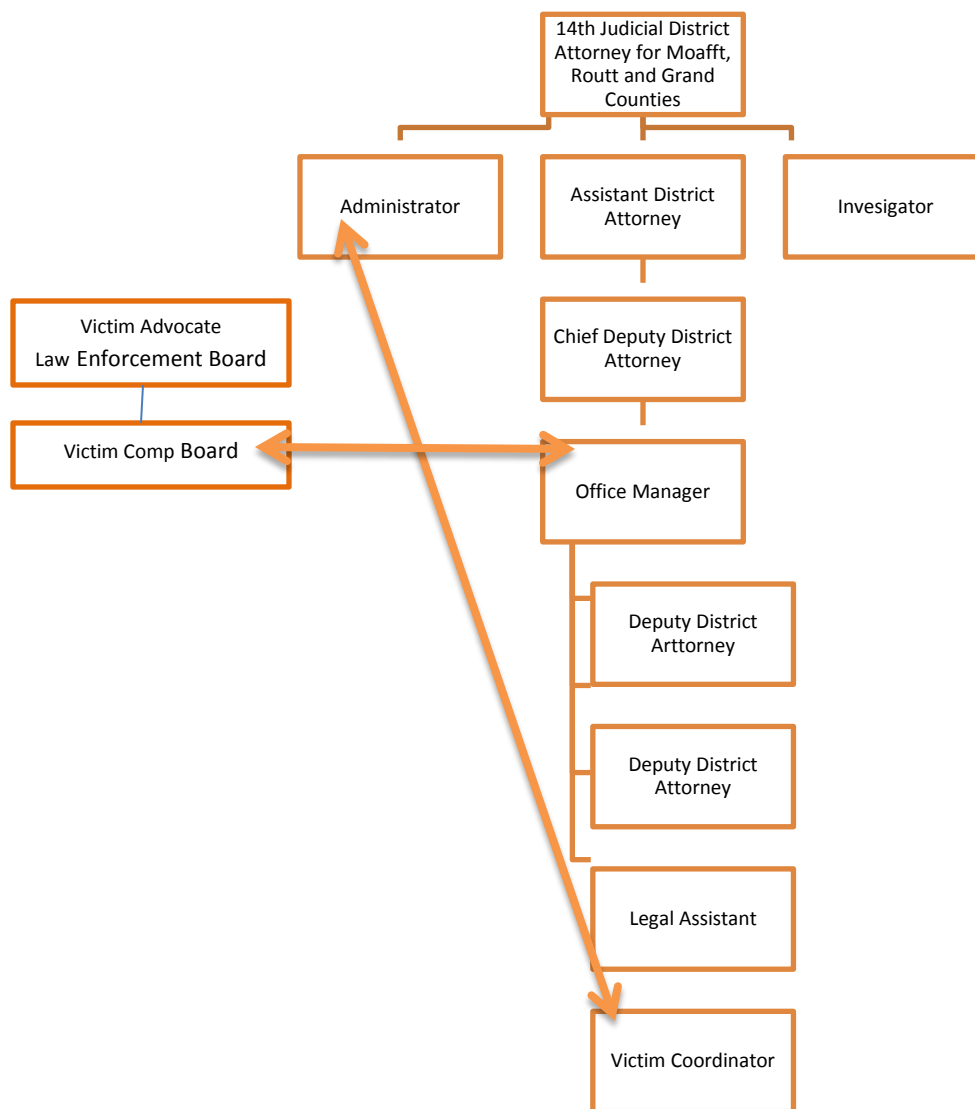 14th Judicial District
Attorney for Moafft,
Routt and Grand
Counties
Administrator
Assistant District
Attorney
Invesigator
Victim Advocate
Law Enforcement Board
Chief Deputy District
Attorney
Victim Comp Board
Office Manager
Deputy District
Arttorney
Deputy District
Attorney
Legal Assistant
Victim Coordinator